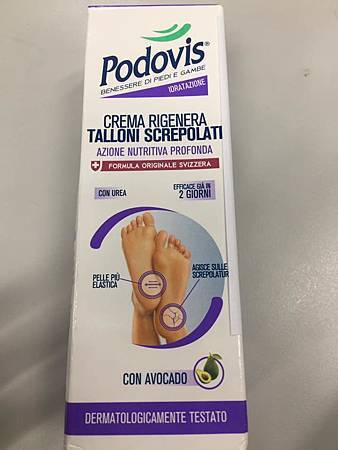 Podovis®
BENESSERE DI PIEDI E GAMBE
IDRATAZIONE
CREMA RIGENERA
TALLONI SCREPOLATI
AZIONE NUTRITIVA PROFONDA
FORMULA ORIGINALE SVIZZERA
CON UREA
EFFICACE GIÀ IN
2 GIORNI
PELLE PIÙ
ELASTICA
AGISCE SULLE
SCREPOLATUR
CON AVOCADO
DERMATOLOGICAMENTE TESTATO